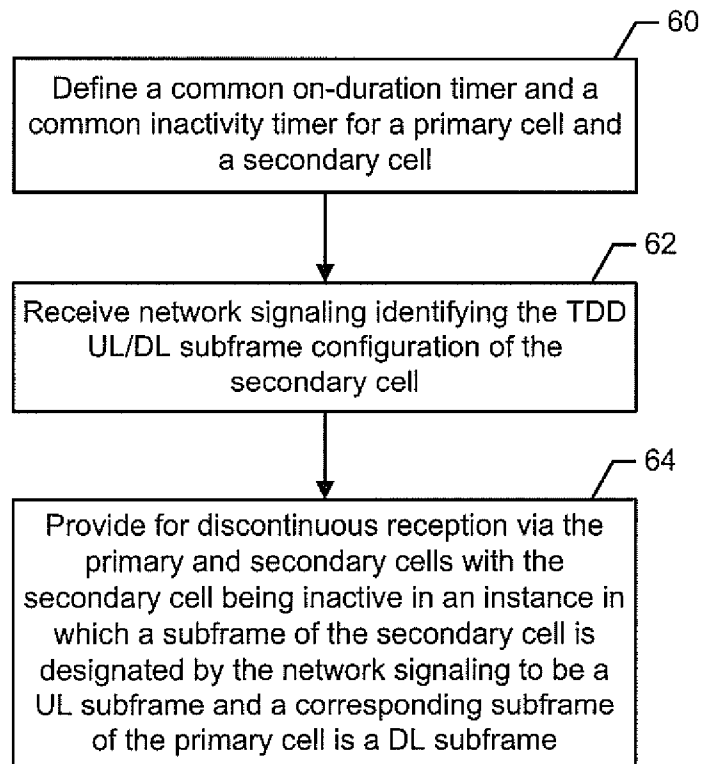 60
Define a common on-duration timer and a
common inactivity timer for a primary cell and
a secondary cell
62
Receive network signaling identifying the TDD
UL/DL subframe configuration of the
secondary cell
64
Provide for discontinuous reception via the
primary and secondary cells with the
secondary cell being inactive in an instance in
which a subframe of the secondary cell is
designated by the network signaling to be a
UL subframe and a corresponding subframe
of the primary cell is a DL subframe